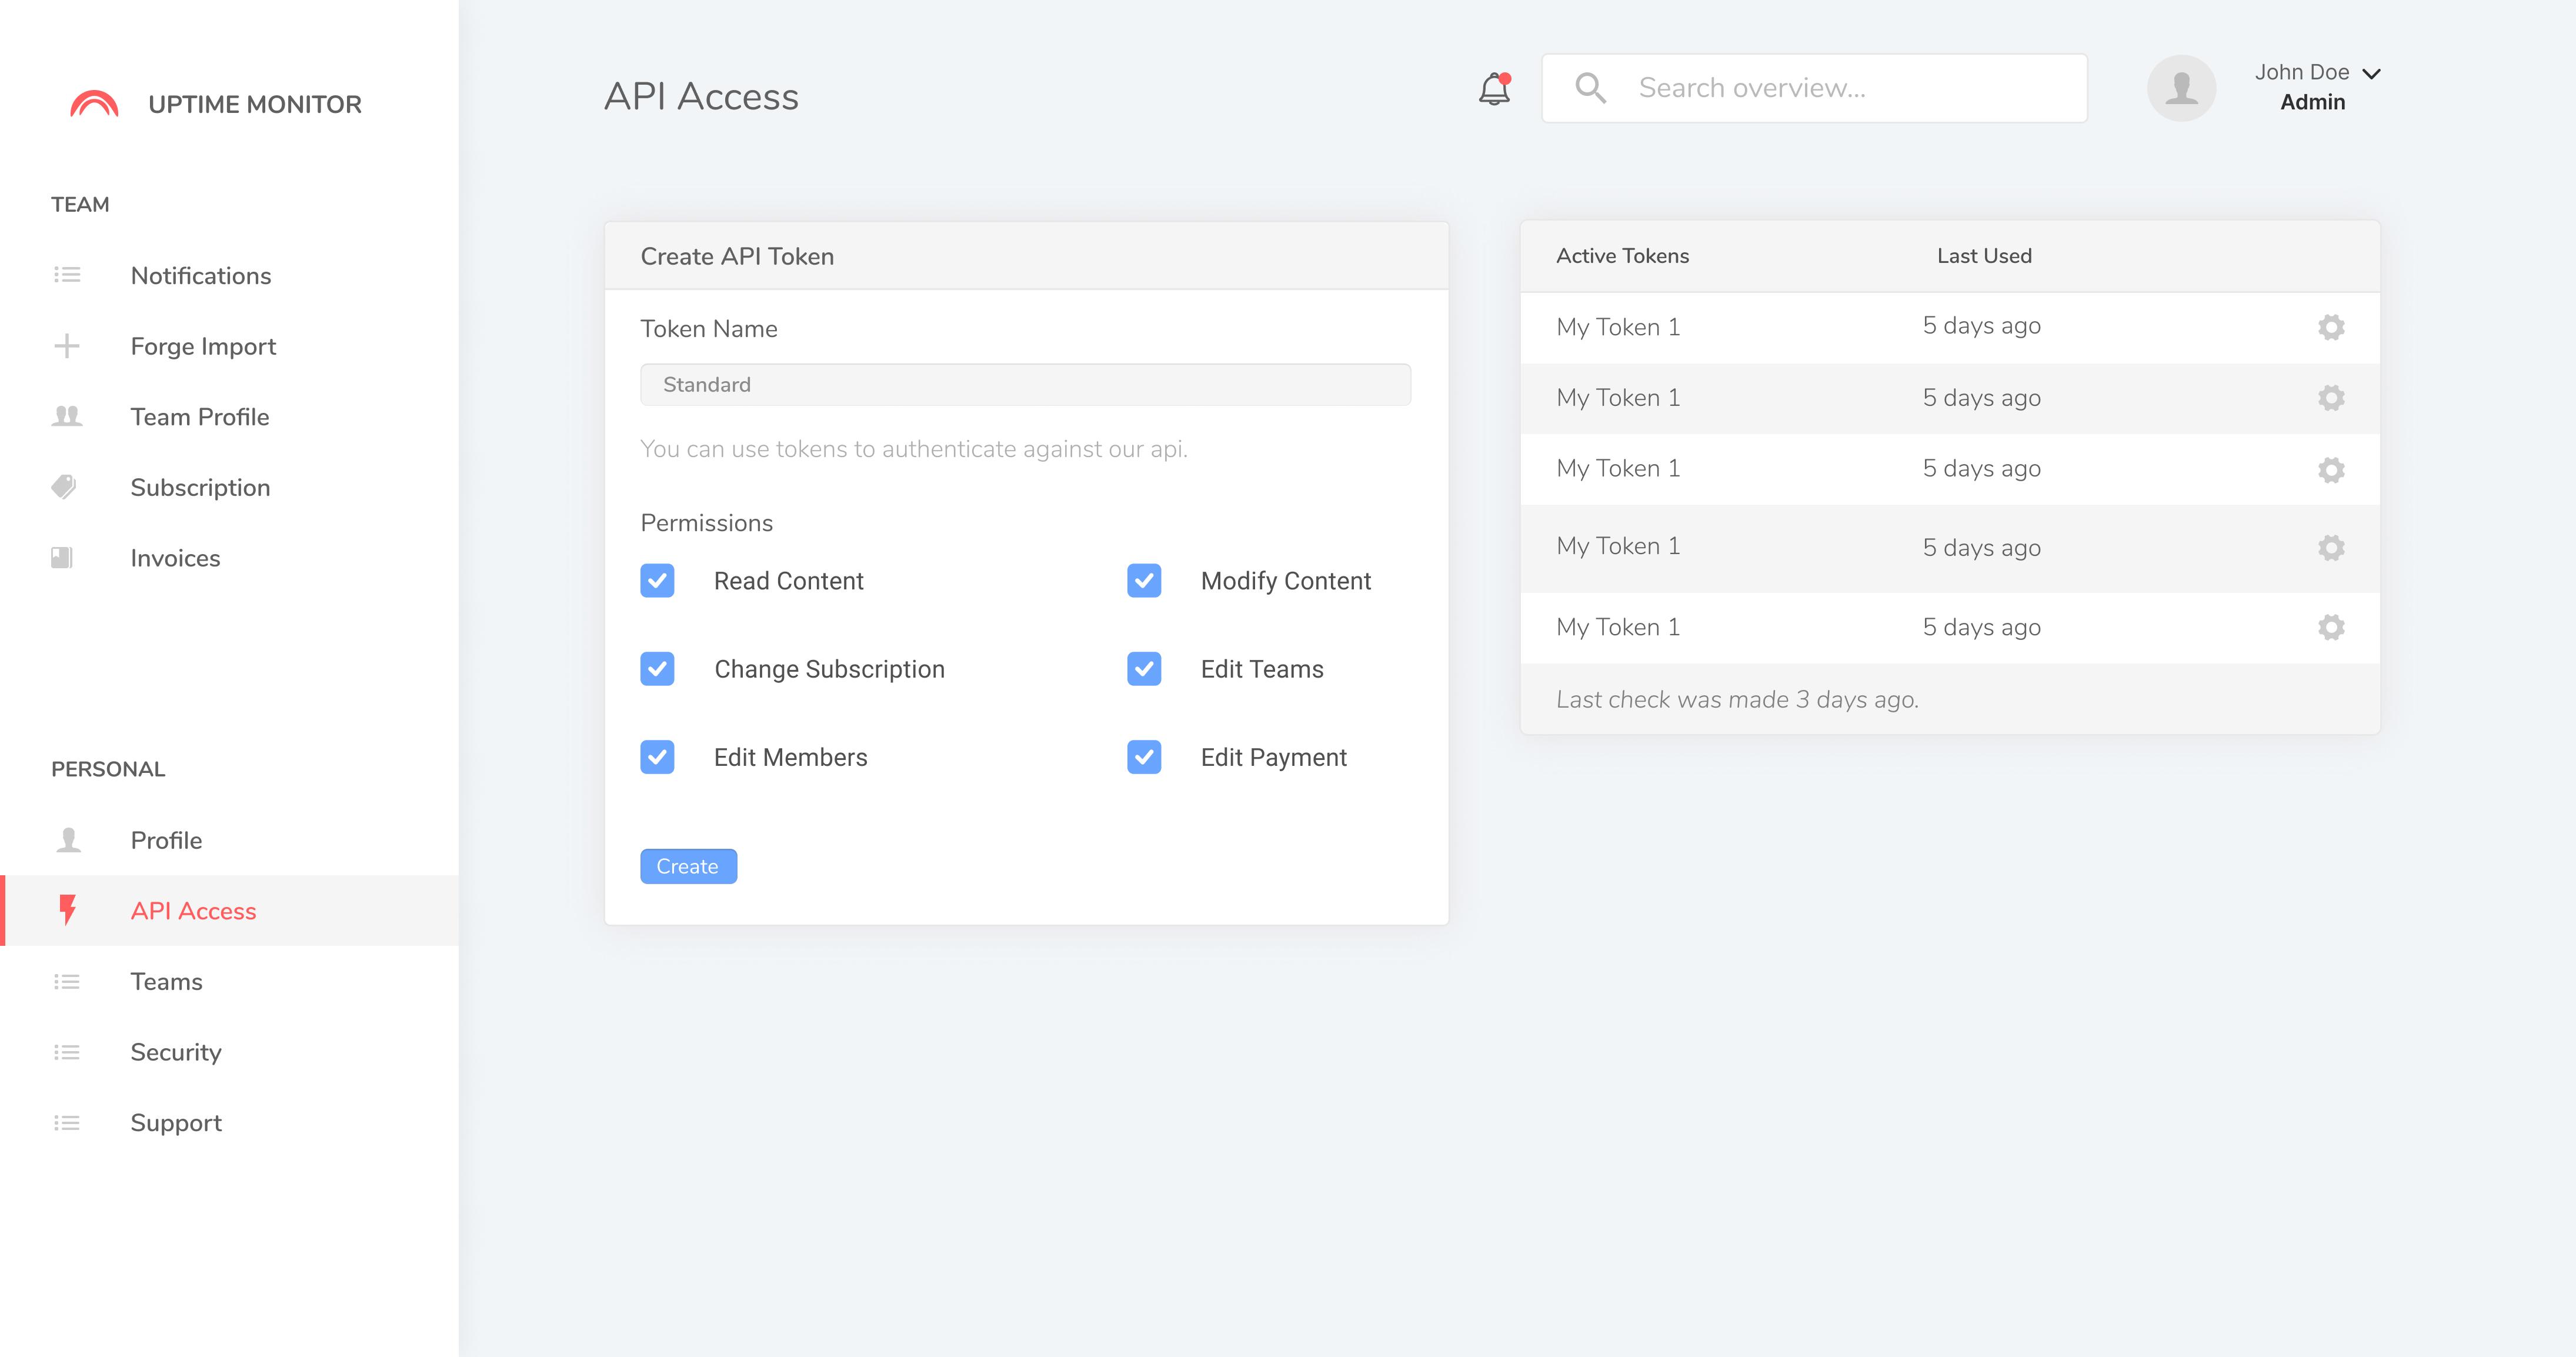 UPTIME MONITOR
TEAM
Notifications
Forge Import
Team Profile
Subscription
Invoices
PERSONAL
Profile
API Access
Teams
Security
Support
API Access
Search overview...
John Doe
Admin
Create API Token
Token Name
Standard
You can use tokens to authenticate against our api.
Permissions
Read Content
Modify Content
Change Subscription
Edit Teams
Edit Members
Edit Payment
Create
Active Tokens Last Used
My Token 1 5 days ago
My Token 1 5 days ago
My Token 1 5 days ago
My Token 1 5 days ago
My Token 1 5 days ago
Last check was made 3 days ago.